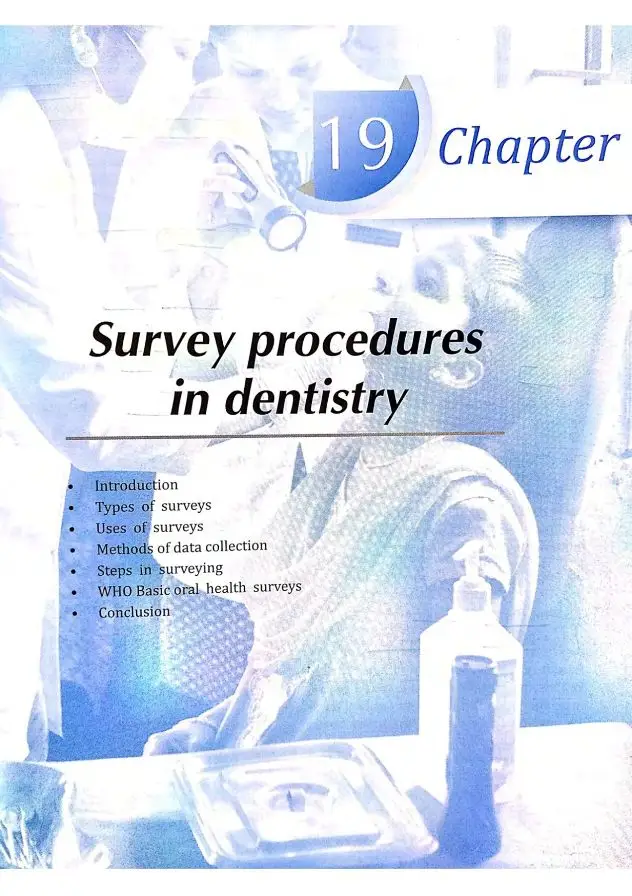 19 Chapter
Survey procedures
in dentistry
• Introduction
• Types of surveys
• Uses of surveys
• Methods of data collection
• Steps in surveying
• WHO Basic oral health surveys
• Conclusion